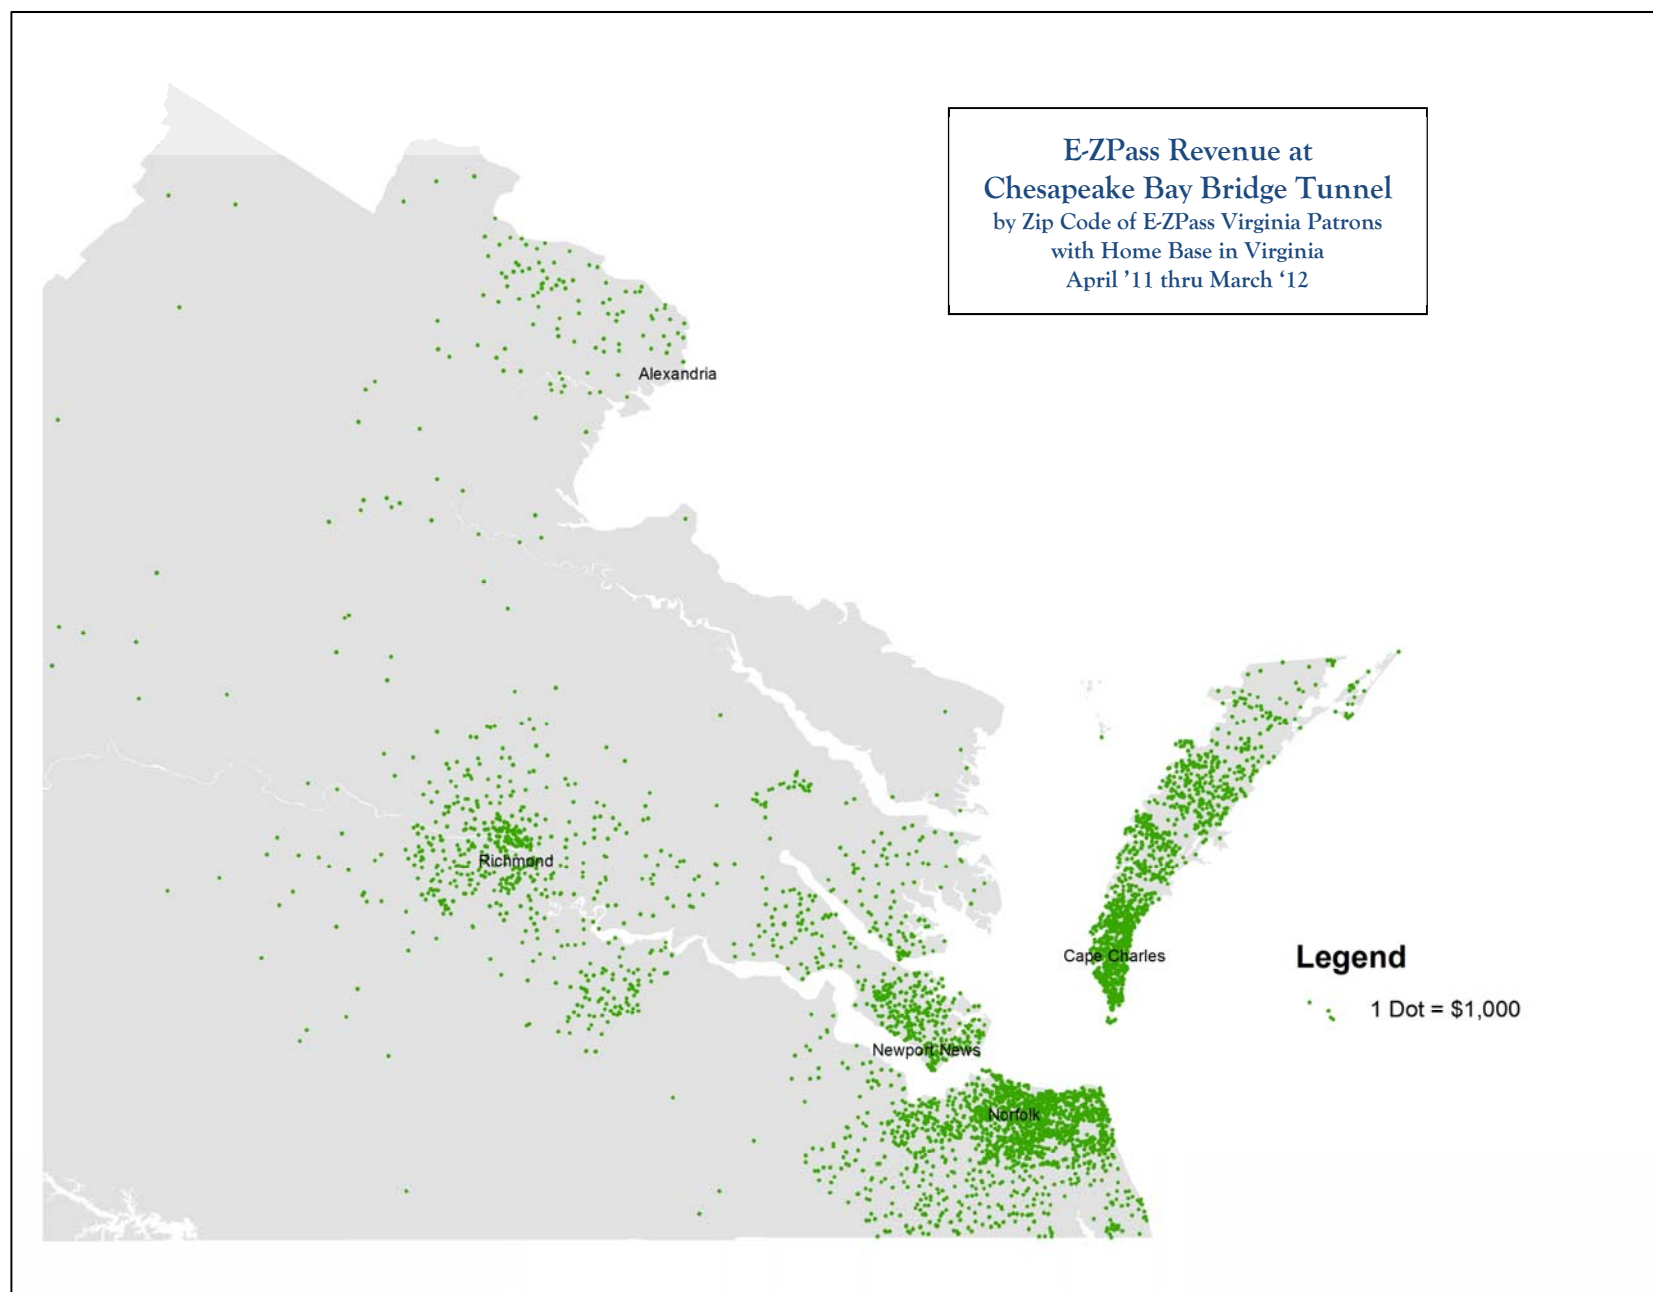 E-ZPass Revenue at
Chesapeake Bay Bridge Tunnel
by Zip Code of E-ZPass Virginia Patrons
with Home Base in Virginia
April ’11 thru March ‘12
Alexandria
Richmond
Cape Charles
Legend
1 Dot = $1,000
Newport News
Norfolk